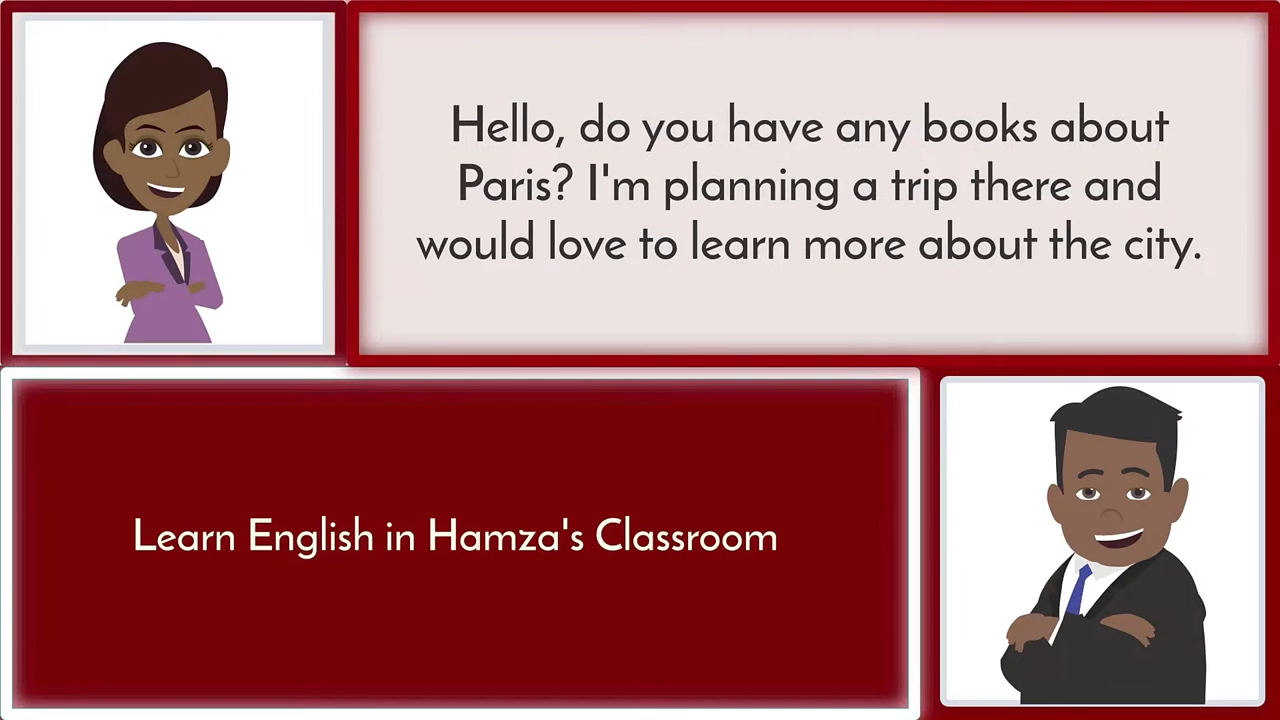 Hello, do you have any books about
Paris? I'm planning a trip there and
would love to learn more about the city.
Learn English in Hamza's Classroom